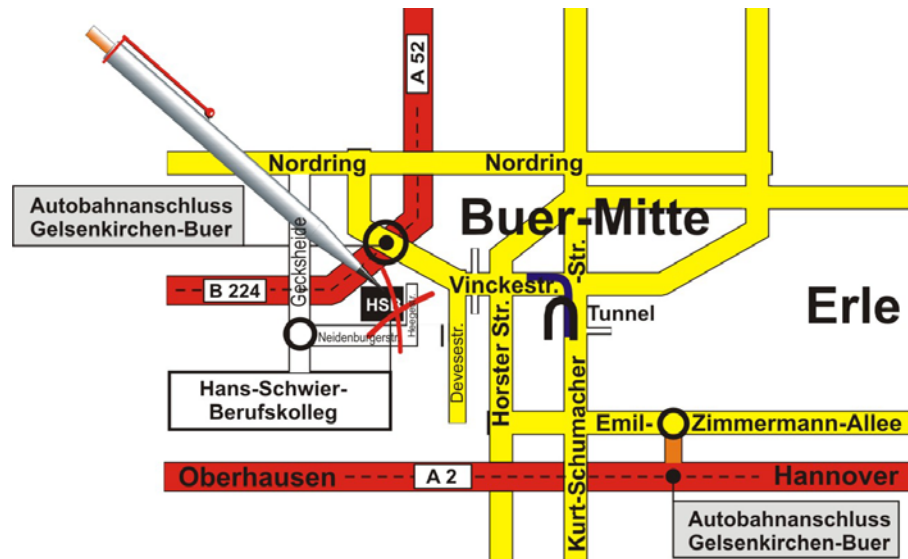 A 52
Nordring
Nordring
Autobahnanschluss
Gelsenkirchen-Buer
Buer-Mitte
Gecksheide
-Str.
B 224
Vinckestr.
HSB
Heegestr.
Tunnel
Erle
Neidenburgerstr.
Devesestr.
Horster Str.
Hans-Schwier-
Berufskolleg
Kurt-Schumacher
Emil-
Zimmermann-Allee
Oberhausen
A 2
Hannover
Autobahnanschluss
Gelsenkirchen-Buer